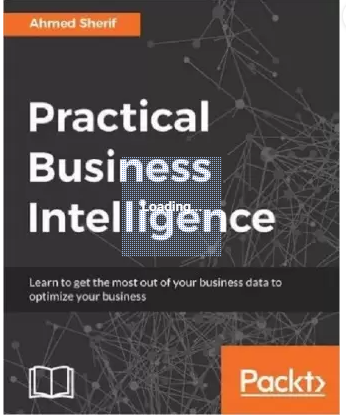 Ahmed Sherif
Practical
Business
Intelligence
Loading...
Learn to get the most out of your business data to
optimize your business
Packt>